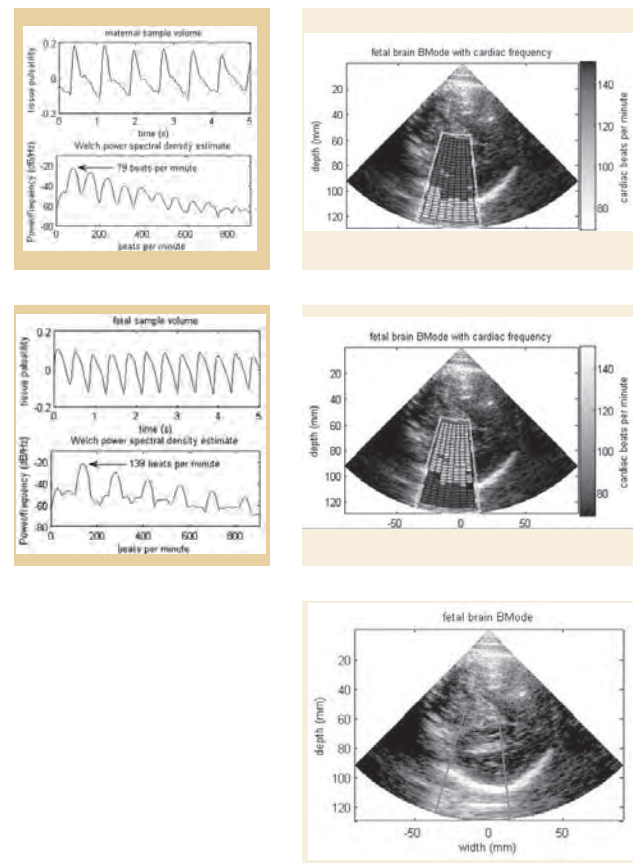 maternal sample volume
tissue pulsatility
0.2
0
-0.2
0 1 2 3 4 5
time (s)
Welch power spectral density estimate
Power/frequency (dB/Hz)
-20
-40
-60
-80
79 beats per minute
0 200 400 600 800
beats per minute
fetal brain BMode with cardiac frequency
depth (mm)
20
40
60
80
100
120
140
120
100
80
cardiac beats per minute
fetal sample volume
tissue pulsatility
0.2
0
-0.2
0 1 2 3 4 5
time (s)
Welch power spectral density estimate
Power/frequency (dB/Hz)
-20
-40
-60
-80
139 beats per minute
0 200 400 600 800
beats per minute
fetal brain BMode with cardiac frequency
depth (mm)
20
40
60
80
100
120
-50 0 50
140
120
100
80
cardiac beats per minute
fetal brain BMode
depth (mm)
20
40
60
80
100
120
-50 0 50
width (mm)